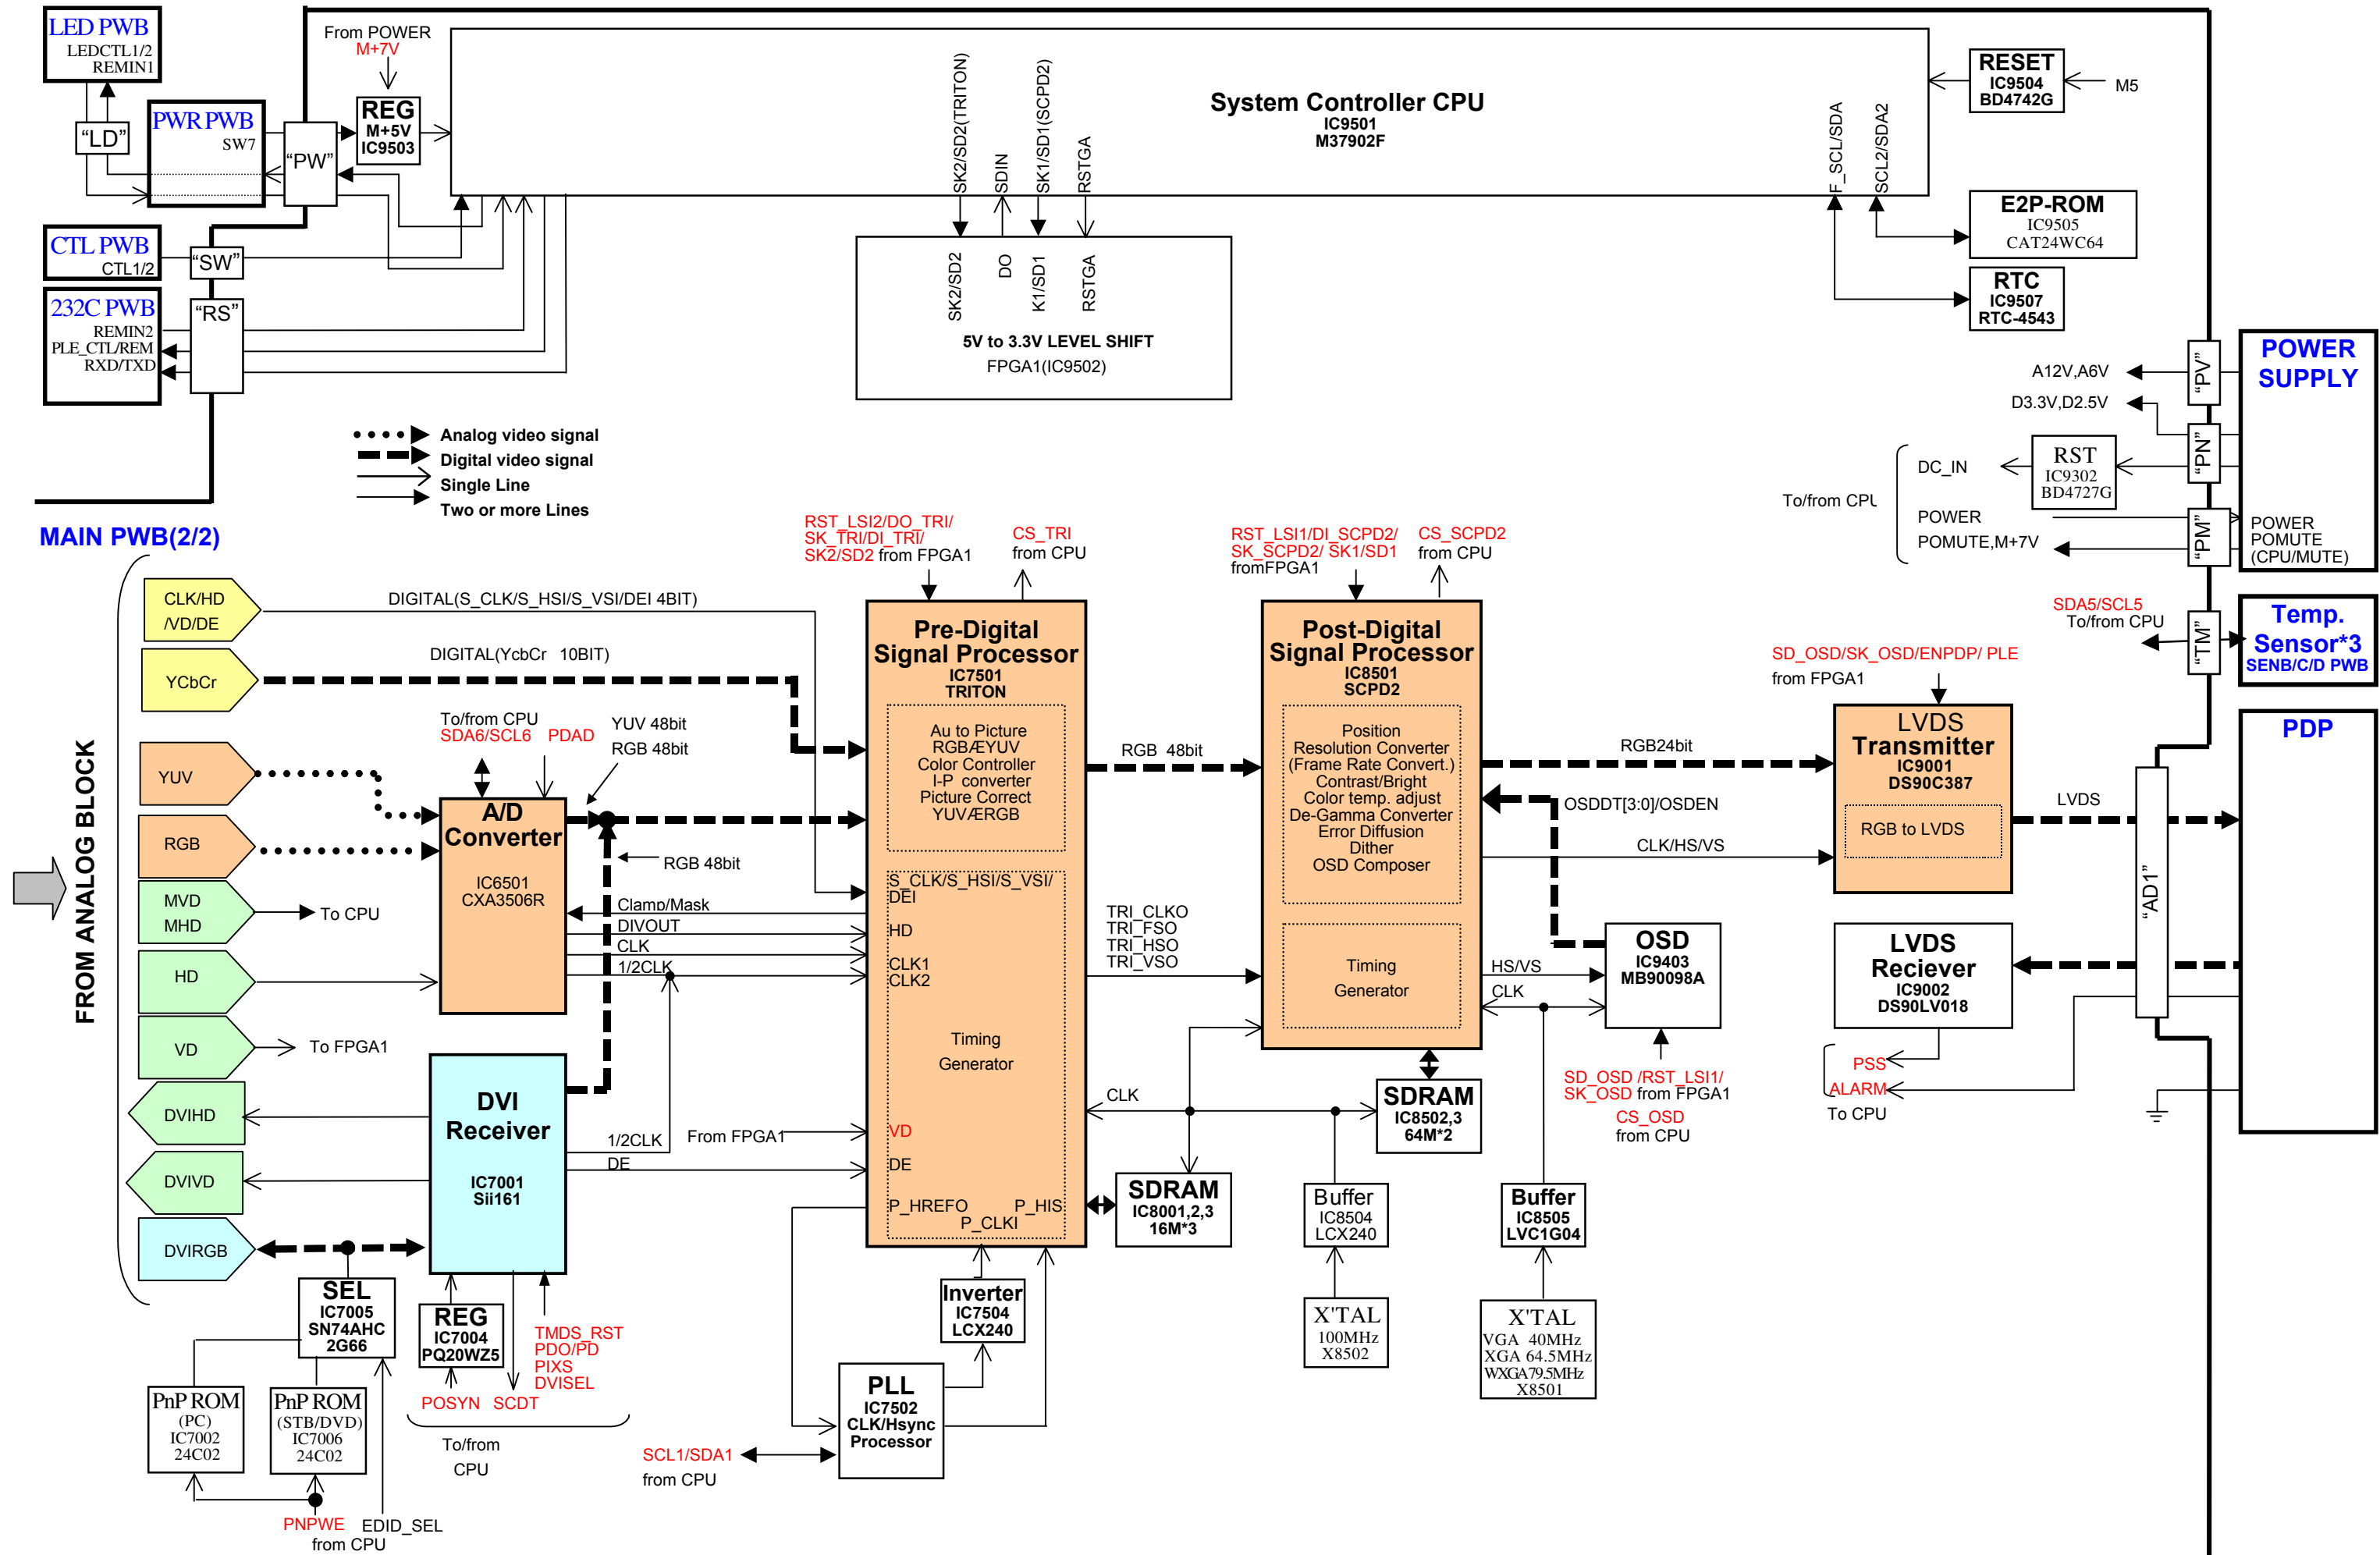 LED PWB
LEDCTL1/2
REMIN1
"LD"
PWR PWB
SW7
"PW"
From POWER
M+7V
REG
M+5V
IC9503
System Controller CPU
IC9501
M37902F
SK2/SD2(TRITON)
SDIN
SK1/SD1(SCPD2)
RSTGA
F_SCL/SDA
SCL2/SDA2
RESET
IC9504
BD4742G
M5
E2P-ROM
IC9505
CAT24WC64
RTC
IC9507
RTC-4543
CTL PWB
CTL1/2
"SW"
232C PWB
REMIN2
PLE_CTL/REM
RXD/TXD
"RS"
SK2/SD2
DO
K1/SD1
RSTGA
5V to 3.3V LEVEL SHIFT
FPGA1(IC9502)
Analog video signal
Digital video signal
Single Line
Two or more Lines
POWER
SUPPLY
"PV"
A12V,A6V
D3.3V,D2.5V
"PN"
RST
IC9302
BD4727G
DC_IN
To/from CPU
POWER
POMUTE,M+7V
"PM"
POWER
POMUTE
(CPU/MUTE)
SDA5/SCL5
To/from CPU
"TM"
Temp.
Sensor*3
SENB/C/D PWB
PDP
MAIN PWB(2/2)
FROM ANALOG BLOCK
CLK/HD
/VD/DE
YCbCr
YUV
RGB
MVD
MHD
To CPU
HD
VD
To FPGA1
DVIHD
DVIVD
DVIRGB
DIGITAL(S_CLK/S_HSI/S_VSI/DEI 4BIT)
DIGITAL(YcbCr 10BIT)
To/from CPU
SDA6/SCL6 PDAD
YUV 48bit
RGB 48bit
A/D
Converter
IC6501
CXA3506R
RGB 48bit
Clamp/Mask
DIVOUT
CLK
1/2CLK
DVI
Receiver
IC7001
Sii161
1/2CLK
DE
From FPGA1
RST_LSI2/DO_TRI/
SK_TRI/DI_TRI/
SK2/SD2 from FPGA1
CS_TRI
from CPU
Pre-Digital
Signal Processor
IC7501
TRITON
Au to Picture
RGBÆYUV
Color Controller
I-P converter
Picture Correct
YUVÆRGB
S_CLK/S_HSI/S_VSI/
DEI
HD
CLK1
CLK2
Timing
Generator
VD
DE
P_HREFO
P_HIS
P_CLKI
RGB 48bit
TRI_CLKO
TRI_FSO
TRI_HSO
TRI_VSO
RST_LSI1/DI_SCPD2/
SK_SCPD2/ SK1/SD1
fromFPGA1
CS_SCPD2
from CPU
Post-Digital
Signal Processor
IC8501
SCPD2
Position
Resolution Converter
(Frame Rate Convert.)
Contrast/Bright
Color temp. adjust
De-Gamma Converter
Error Diffusion
Dither
OSD Composer
Timing
Generator
RGB24bit
OSDDT[3:0]/OSDEN
CLK/HS/VS
HS/VS
CLK
OSD
IC9403
MB90098A
SD_OSD /RST_LSI1/
SK_OSD from FPGA1
CS_OSD
from CPU
SD_OSD/SK_OSD/ENPDP/ PLE
from FPGA1
LVDS
Transmitter
IC9001
DS90C387
RGB to LVDS
LVDS
"AD1"
LVDS
Reciever
IC9002
DS90LV018
PSS
ALARM
To CPU
CLK
SDRAM
IC8502,3
64M*2
SDRAM
IC8001,2,3
16M*3
Buffer
IC8504
LCX240
Buffer
IC8505
LVC1G04
X'TAL
100MHz
X8502
X'TAL
VGA 40MHz
XGA 64.5MHz
WXGA79.5MHz
X8501
Inverter
IC7504
LCX240
PLL
IC7502
CLK/Hsync
Processor
SCL1/SDA1
from CPU
SEL
IC7005
SN74AHC
2G66
REG
IC7004
PQ20WZ5
TMDS_RST
PDO/PD
PIXS
DVISEL
POSYN SCDT
To/from
CPU
PnP ROM
(PC)
IC7002
24C02
PnP ROM
(STB/DVD)
IC7006
24C02
PNPWE EDID_SEL
from CPU